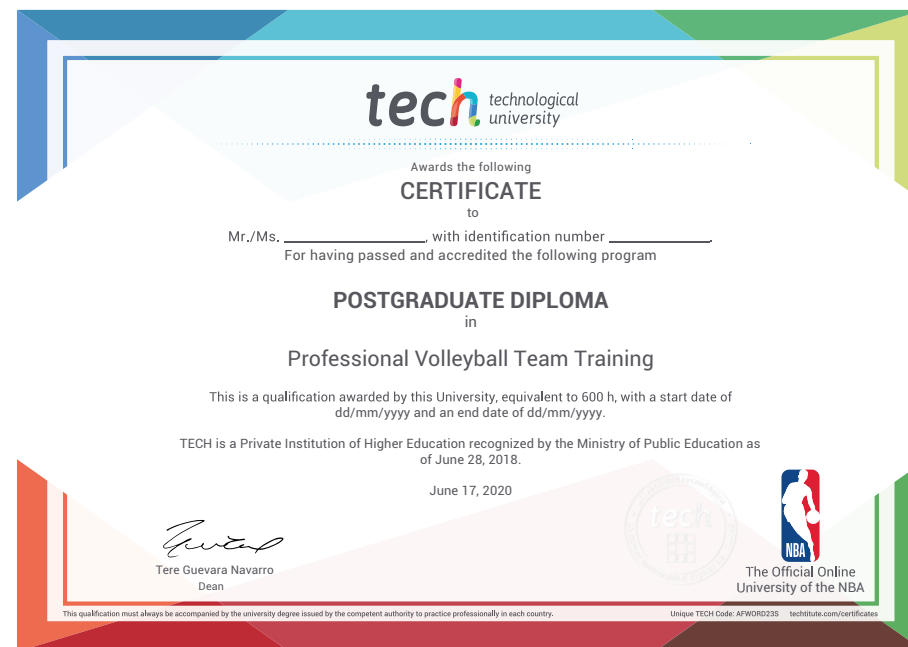 tech technological
university
Awards the following
CERTIFICATE
to
Mr./Ms. ____________________, with identification number ______________.
For having passed and accredited the following program
POSTGRADUATE DIPLOMA
in
Professional Volleyball Team Training
This is a qualification awarded by this University, equivalent to 600 h, with a start date of
dd/mm/yyyy and an end date of dd/mm/yyyy.
TECH is a Private Institution of Higher Education recognized by the Ministry of Public Education as
of June 28, 2018.
June 17, 2020
tech
NBA
Tere Guevara Navarro
Dean
The Official Online
University of the NBA
This qualification must always be accompanied by the university degree issued by the competent authority to practice professionally in each country.
Unique TECH Code: AFWORD23S techtitute.com/certificates